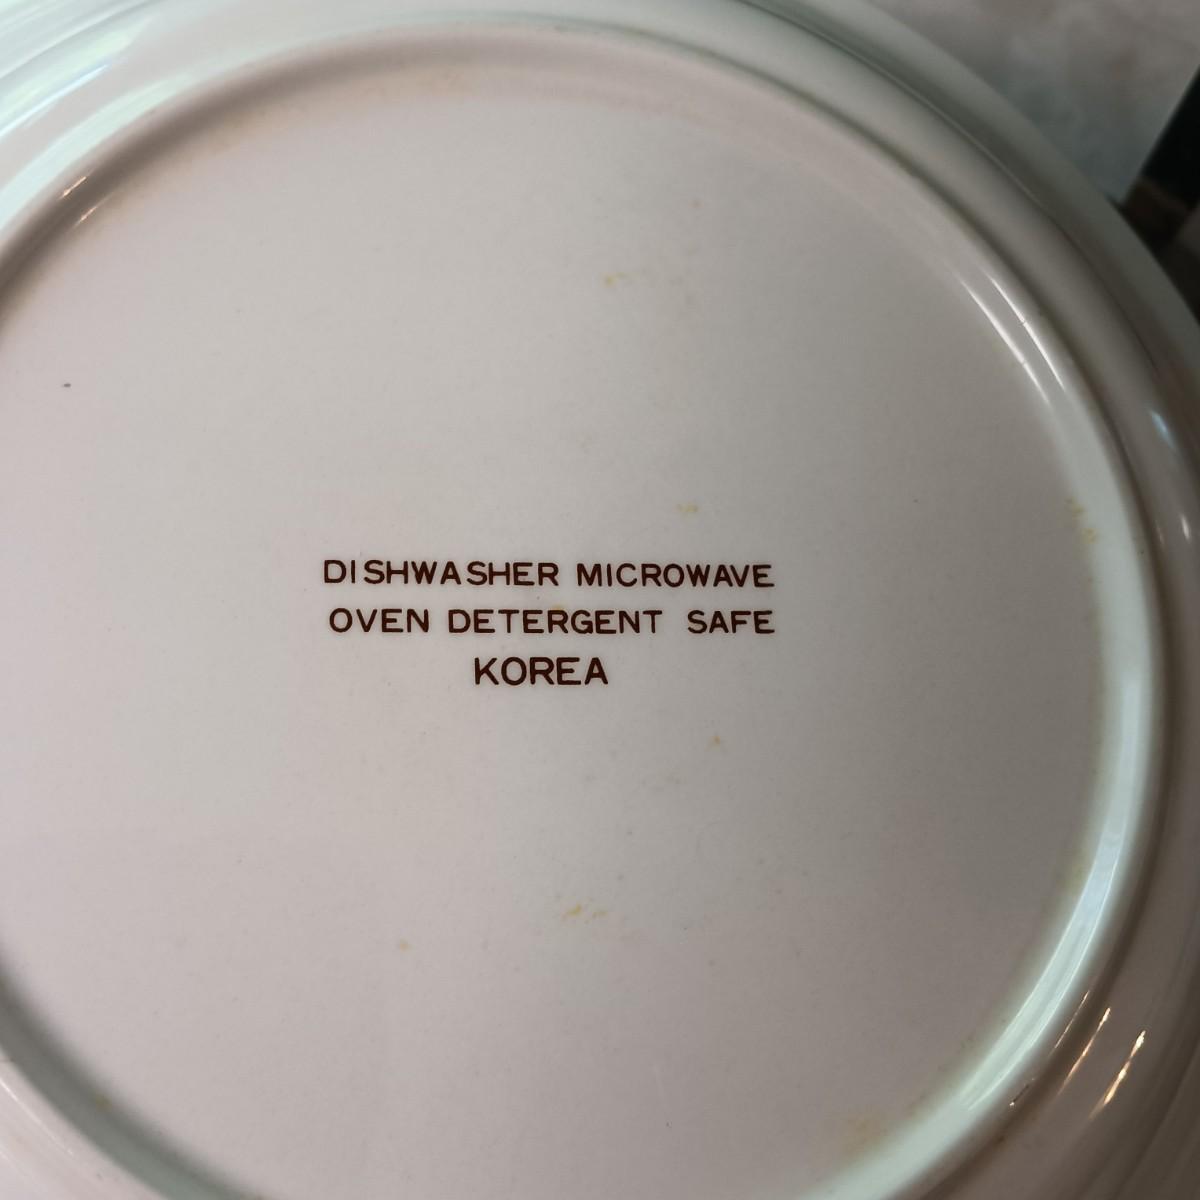 DISHWASHER MICROWAVE
OVEN DETERGENT SAFE
KOREA